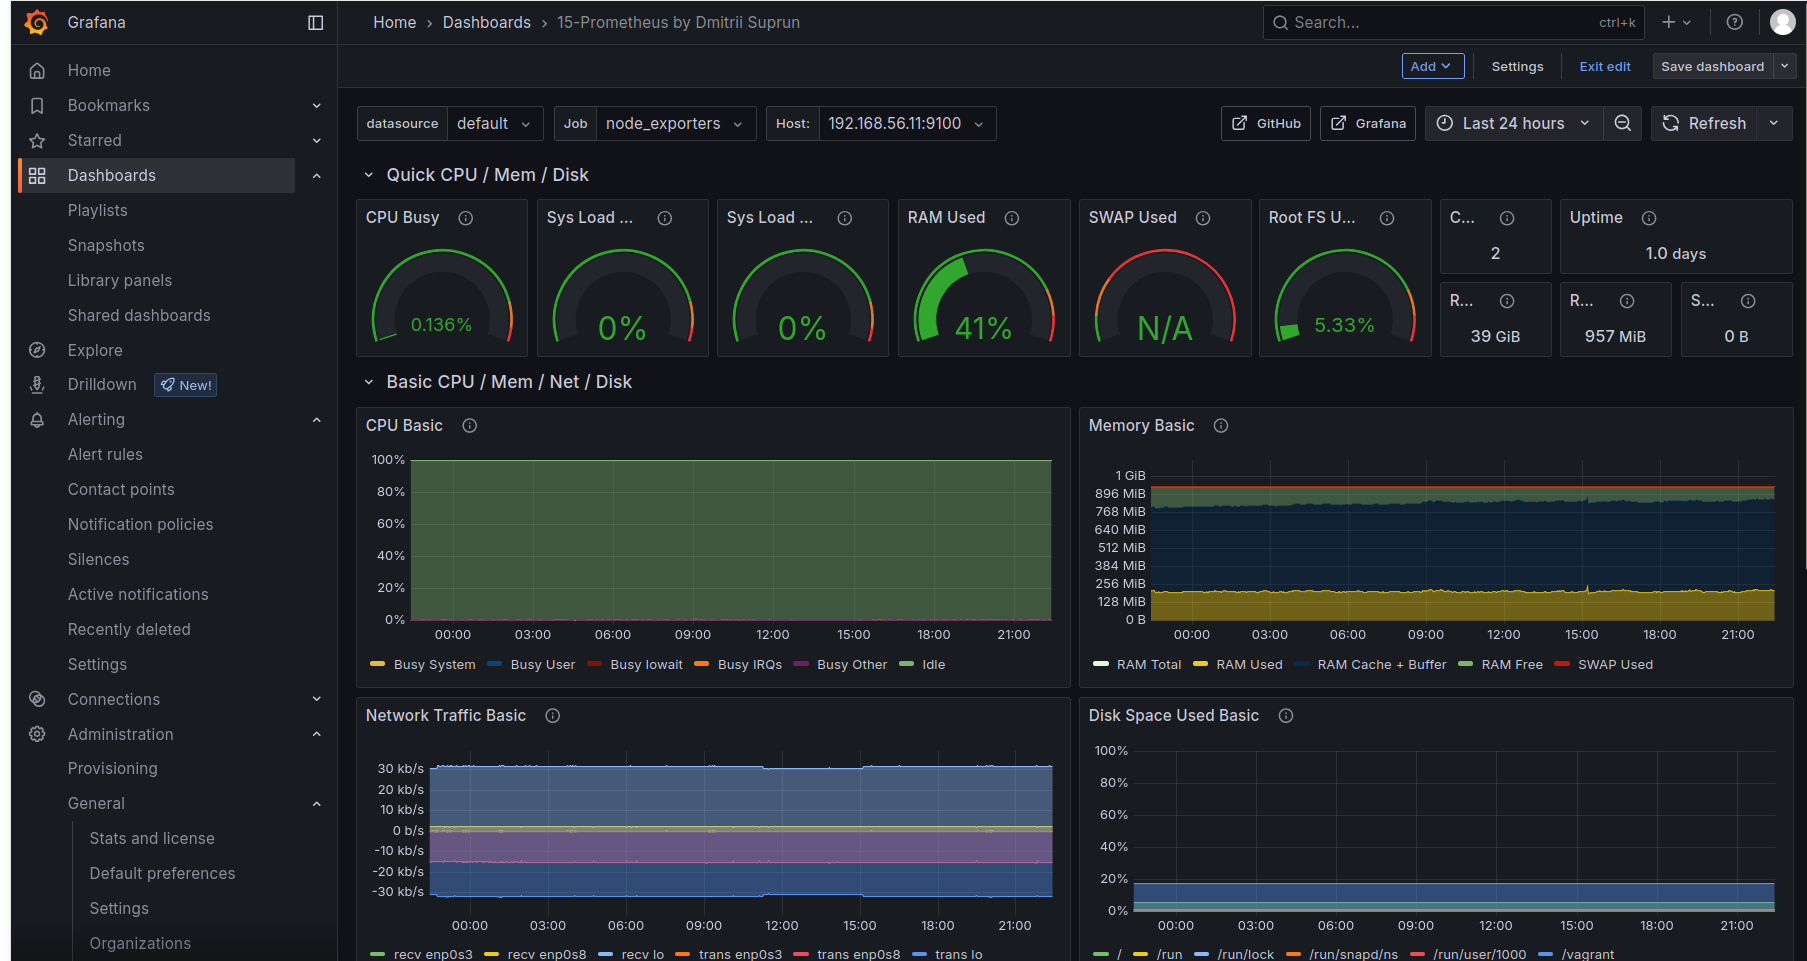 Grafana
Home › Dashboards › 15-Prometheus by Dmitrii Suprun
Search... ctrl+k
Add Settings Exit edit Save dashboard
Home
Bookmarks
Starred
Dashboards
Playlists
Snapshots
Library panels
Shared dashboards
Explore
Drilldown New!
Alerting
Alert rules
Contact points
Notification policies
Silences
Active notifications
Recently deleted
Settings
Connections
Administration
Provisioning
General
Stats and license
Default preferences
Settings
Organizations
datasource default Job node_exporters Host: 192.168.56.11:9100
GitHub Grafana Last 24 hours Refresh
Quick CPU / Mem / Disk
CPU Busy
0.136%
Sys Load ...
0%
Sys Load ...
0%
RAM Used
41%
SWAP Used
N/A
Root FS U...
5.33%
C...
2
Uptime
1.0 days
R...
39 GiB
R...
957 MiB
S...
0 B
Basic CPU / Mem / Net / Disk
CPU Basic
100%
80%
60%
40%
20%
0%
00:00 03:00 06:00 09:00 12:00 15:00 18:00 21:00
Busy System Busy User Busy Iowait Busy IRQs Busy Other Idle
Memory Basic
1 GiB
896 MiB
768 MiB
640 MiB
512 MiB
384 MiB
256 MiB
128 MiB
0 B
00:00 03:00 06:00 09:00 12:00 15:00 18:00 21:00
RAM Total RAM Used RAM Cache + Buffer RAM Free SWAP Used
Network Traffic Basic
30 kb/s
20 kb/s
10 kb/s
0 b/s
-10 kb/s
-20 kb/s
-30 kb/s
00:00 03:00 06:00 09:00 12:00 15:00 18:00 21:00
recv enp0s3 recv enp0s8 recv lo trans enp0s3 trans enp0s8 trans lo
Disk Space Used Basic
100%
80%
60%
40%
20%
0%
00:00 03:00 06:00 09:00 12:00 15:00 18:00 21:00
/ /run /run/lock /run/snapd/ns /run/user/1000 /vagrant